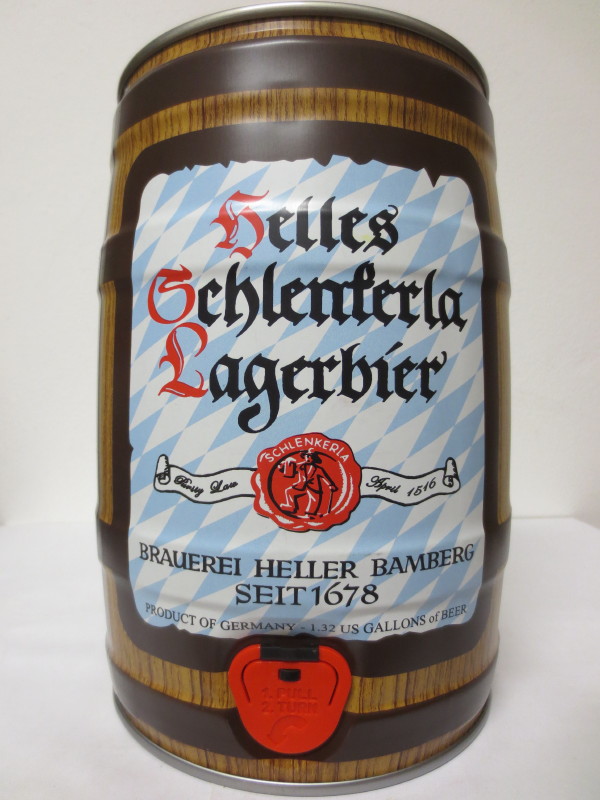 Helles
Schlenkerla
Lagerbier
SCHLENKERLA
Purity Law
April 1516
BRAUEREI HELLER BAMBERG
SEIT 1678
PRODUCT OF GERMANY - 1.32 US GALLONS of BEER
1. PULL
2. TURN